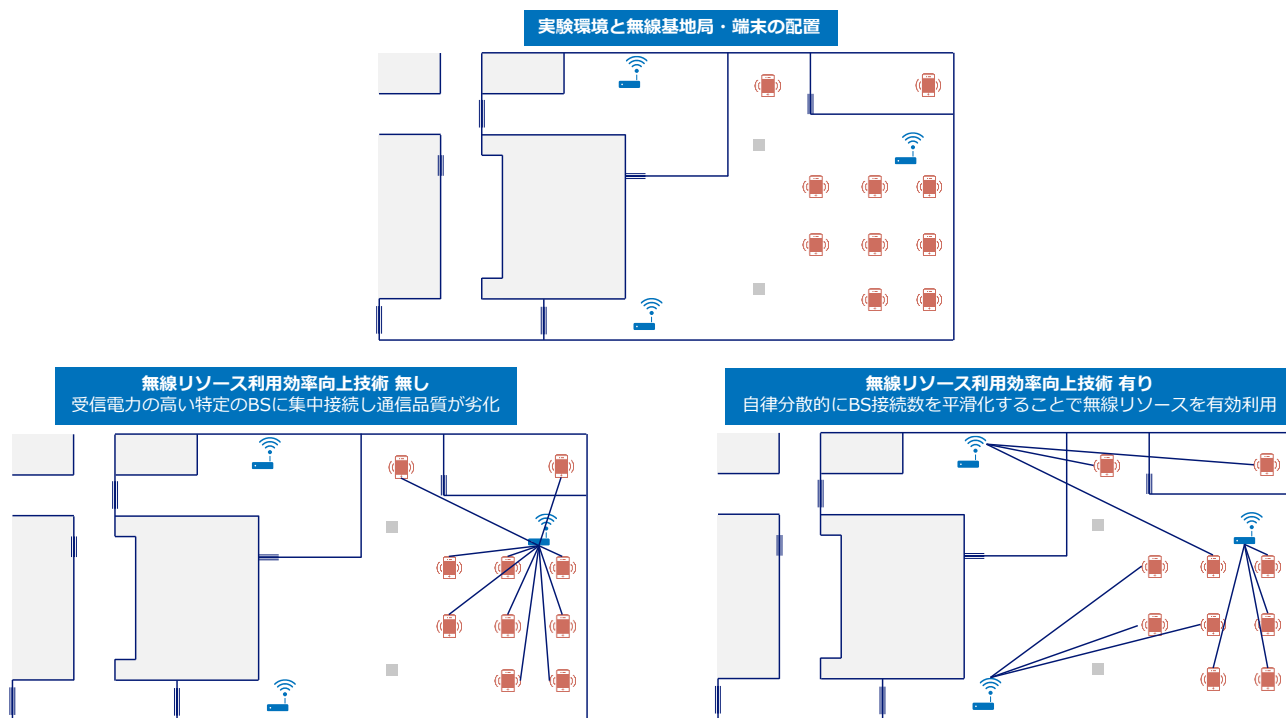 実験環境と無線基地局・端末の配置
無線リソース利用効率向上技術 無し
受信電力の高い特定のBSに集中接続し通信品質が劣化
無線リソース利用効率向上技術 有り
自律分散的にBS接続数を平滑化することで無線リソースを有効利用